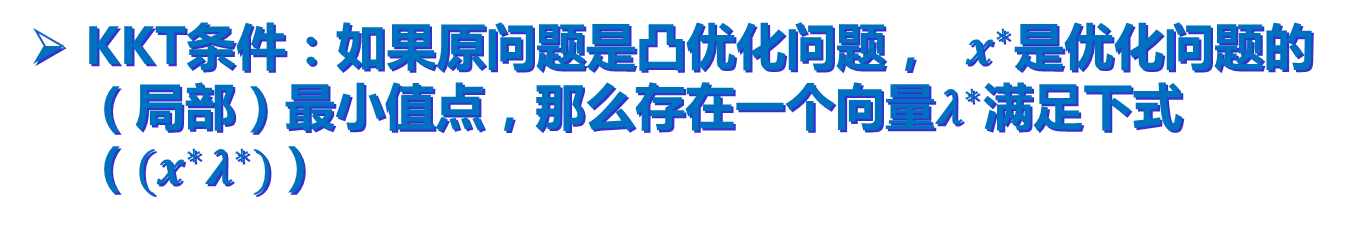 ➢ KKT条件：如果原问题是凸优化问题， x*是优化问题的
（局部）最小值点，那么存在一个向量λ*满足下式
（(x*λ*)）